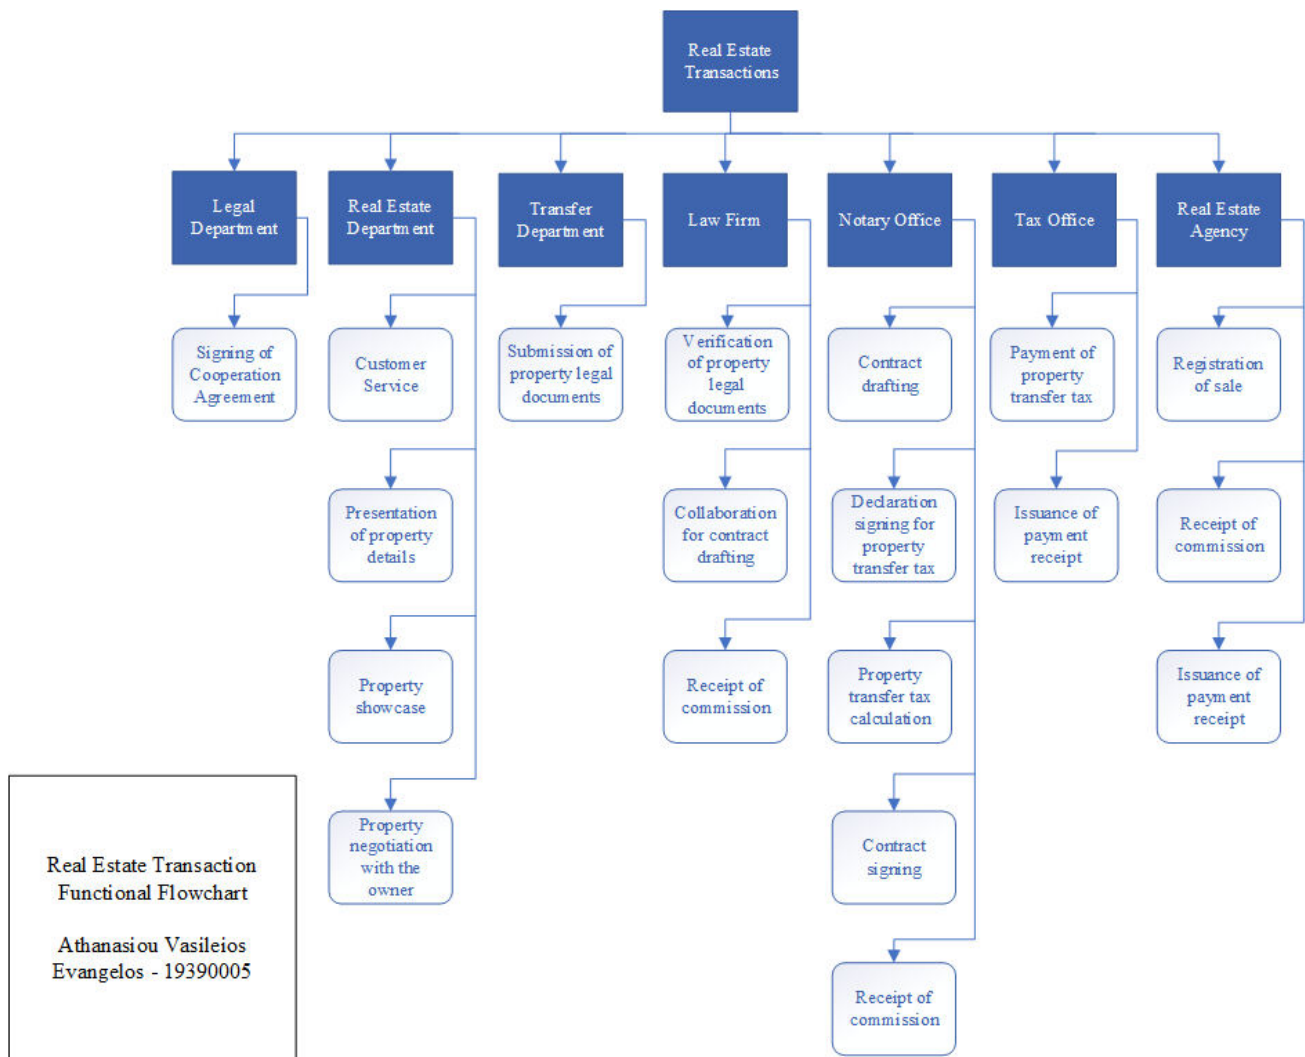 Real Estate
Transactions
Legal
Department
Real Estate
Department
Transfer
Department
Law Firm
Notary Office
Tax Office
Real Estate
Agency
Signing of
Cooperation
Agreement
Customer
Service
Submission of
property legal
documents
Verification
of property
legal
documents
Contract
drafting
Payment of
property
transfer tax
Registration
of sale
Presentation
of property
details
Collaboration
for contract
drafting
Declaration
signing for
property
transfer tax
Issuance of
payment
receipt
Receipt of
commission
Property
showcase
Receipt of
commission
Property
transfer tax
calculation
Issuance of
payment
receipt
Property
negotiation
with the
owner
Contract
signing
Receipt of
commission
Real Estate Transaction
Functional Flowchart
Athanasiou Vasileios
Evangelos - 19390005